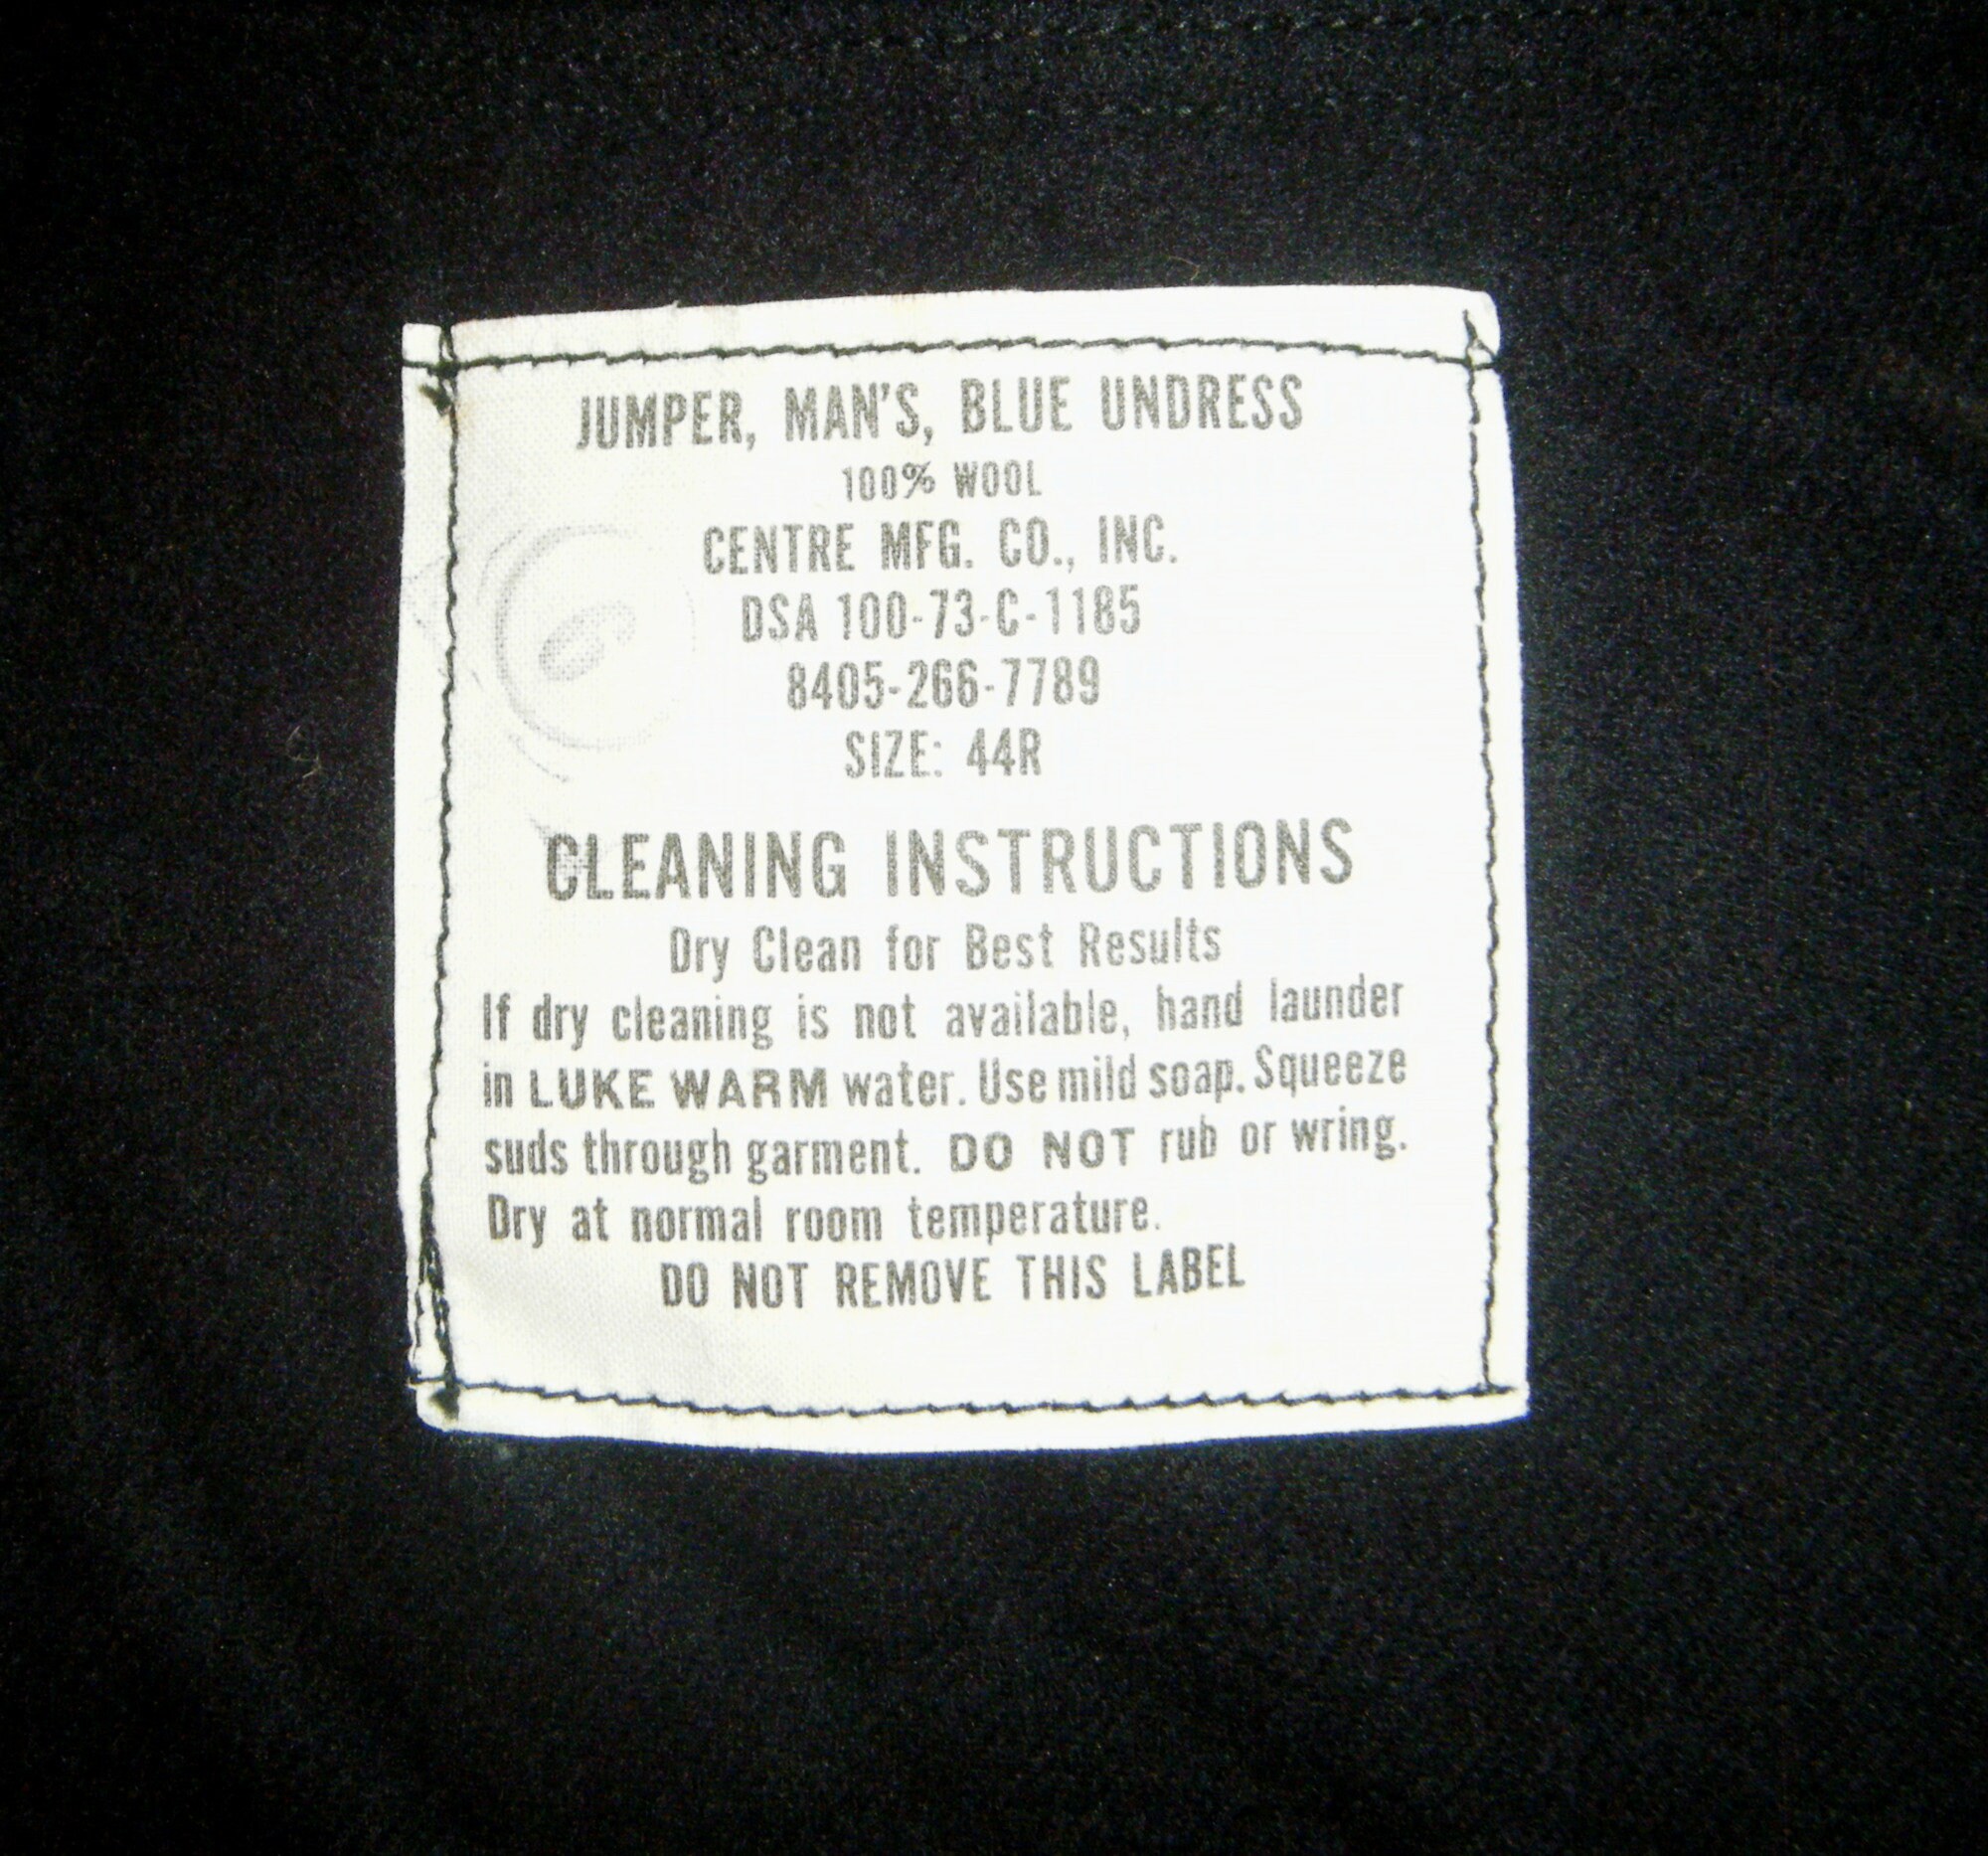 JUMPER, MAN'S, BLUE UNDRESS
100% WOOL
CENTRE MFG. CO., INC.
DSA 100-73-C-1185
8405-266-7789
SIZE: 44R
CLEANING INSTRUCTIONS
Dry Clean for Best Results
If dry cleaning is not available, hand launder
in LUKE WARM water. Use mild soap. Squeeze
suds through garment. DO NOT rub or wring.
Dry at normal room temperature.
DO NOT REMOVE THIS LABEL